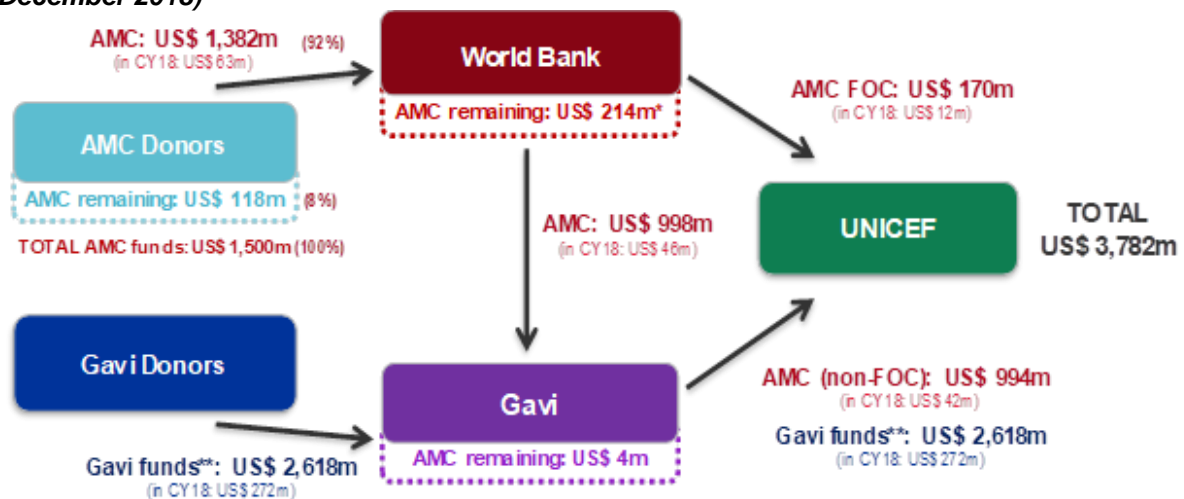 December 2018)
AMC: US$ 1,382m (92%)
(in CY18: US$ 63m)
World Bank
AMC remaining: US$ 214m*
AMC FOC: US$ 170m
(in CY18: US$ 12m)
AMC Donors
AMC remaining: US$ 118m (8%)
TOTAL AMC funds: US$ 1,500m (100%)
AMC: US$ 998m
(in CY18: US$ 46m)
UNICEF
TOTAL
US$ 3,782m
Gavi Donors
Gavi
AMC remaining: US$ 4m
AMC (non-FOC): US$ 994m
(in CY18: US$ 42m)
Gavi funds**: US$ 2,618m
(in CY18: US$ 272m)
Gavi funds**: US$ 2,618m
(in CY18: US$ 272m)